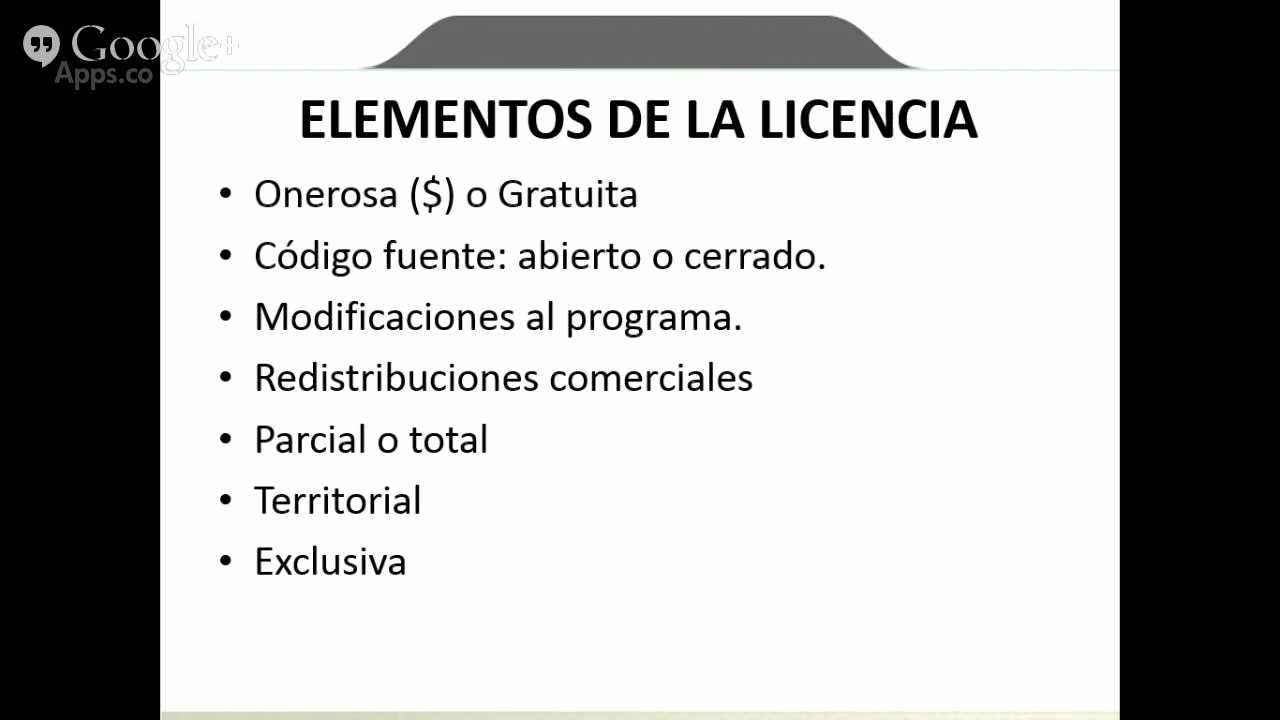 Google+
Apps.co
ELEMENTOS DE LA LICENCIA
• Onerosa ($) o Gratuita
• Código fuente: abierto o cerrado.
• Modificaciones al programa.
• Redistribuciones comerciales
• Parcial o total
• Territorial
• Exclusiva